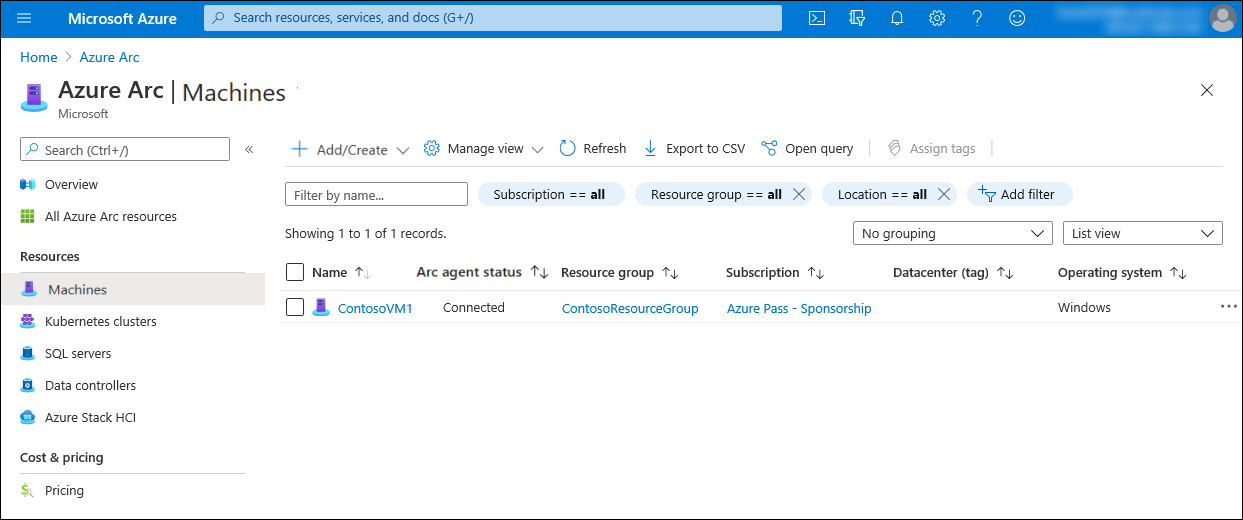 Microsoft Azure
Search resources, services, and docs (G+/)
Home > Azure Arc
Azure Arc | Machines
Microsoft
Search (Ctrl+/)
«
Add/Create
Manage view
Refresh
Export to CSV
Open query
Assign tags
Overview
All Azure Arc resources
Filter by name...
Subscription == all
Resource group == all
Location == all
Add filter
Showing 1 to 1 of 1 records.
No grouping
List view
Resources
Machines
Kubernetes clusters
SQL servers
Data controllers
Azure Stack HCI
Cost & pricing
Pricing
Name ↑↓ Arc agent status ↑↓ Resource group ↑↓ Subscription ↑↓ Datacenter (tag) ↑↓ Operating system ↑↓
ContosoVM1 Connected ContosoResourceGroup Azure Pass - Sponsorship Windows ...